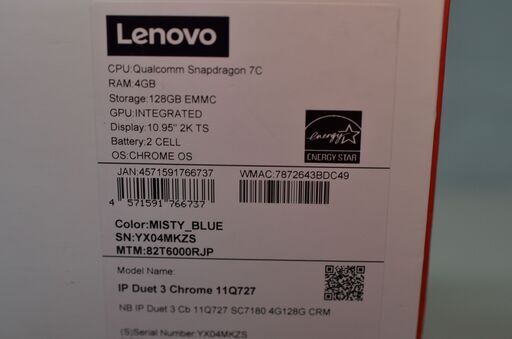 Lenovo
CPU:Qualcomm Snapdragon 7C
RAM:4GB
Storage:128GB EMMC
GPU:INTEGRATED
Display:10.95" 2K TS
Battery:2 CELL
OS:CHROME OS
energy
ENERGY STAR
JAN:4571591766737
WMAC:7872643BDC49
4 571591 766737
Color:MISTY_BLUE
SN:YX04MKZS
MTM:82T6000RJP
Model Name:
IP Duet 3 Chrome 11Q727
NB IP Duet 3 Cb 11Q727 SC7180 4G128G CRM
(S)Serial Number:YX04MKZS